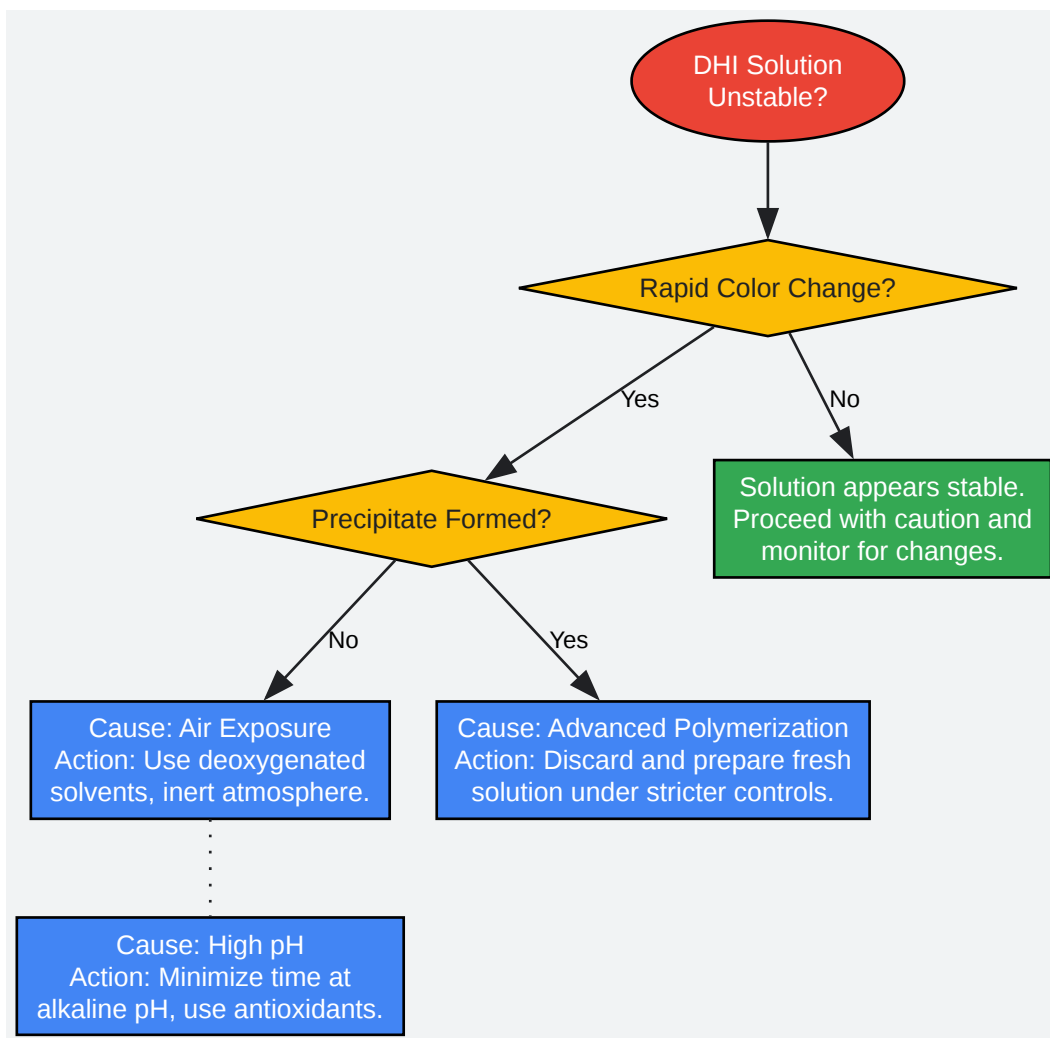 DHI Solution
Unstable?
Rapid Color Change?
Yes
No
Precipitate Formed?
Solution appears stable.
Proceed with caution and
monitor for changes.
No
Yes
Cause: Air Exposure
Action: Use deoxygenated
solvents, inert atmosphere.
Cause: Advanced Polymerization
Action: Discard and prepare fresh
solution under stricter controls.
Cause: High pH
Action: Minimize time at
alkaline pH, use antioxidants.